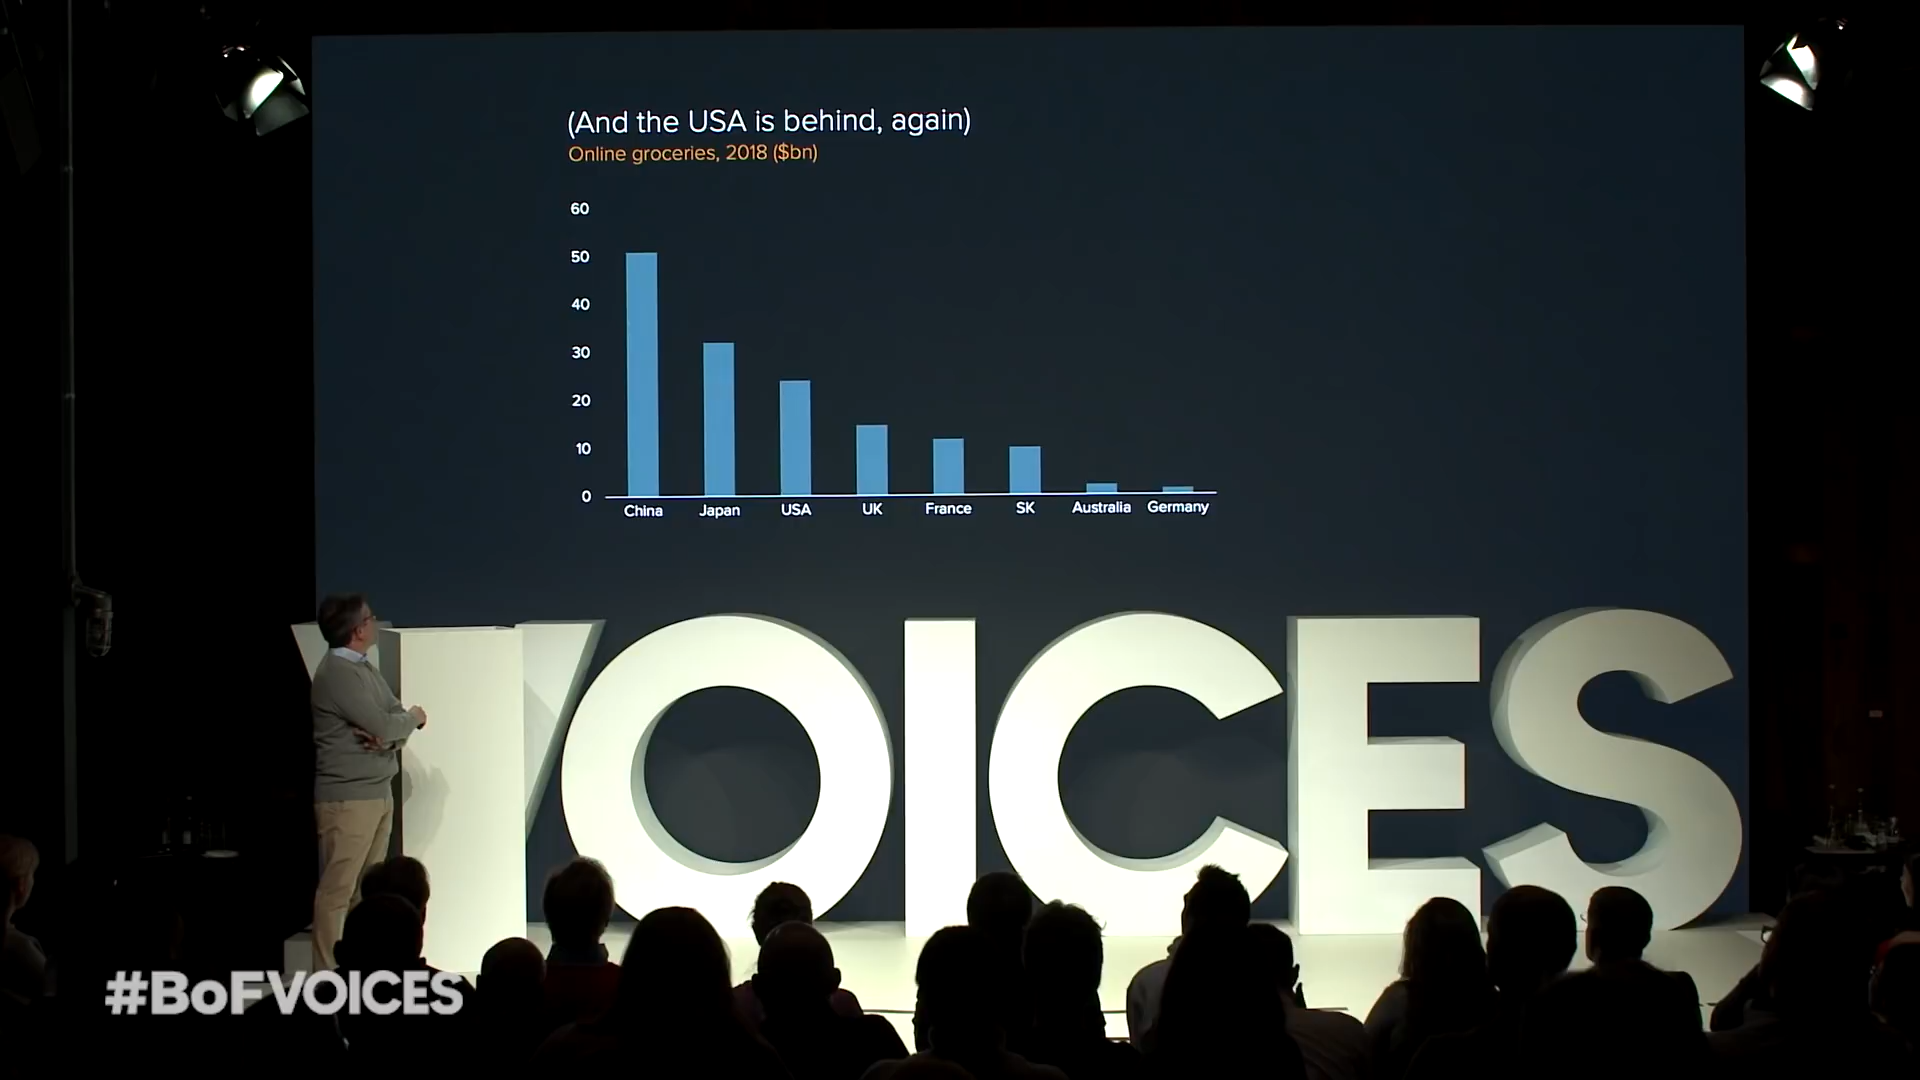 (And the USA is behind, again)
Online groceries, 2018 ($bn)
60
50
40
30
20
10
0
China Japan USA UK France SK Australia Germany
VOICES
#BoFVOICES